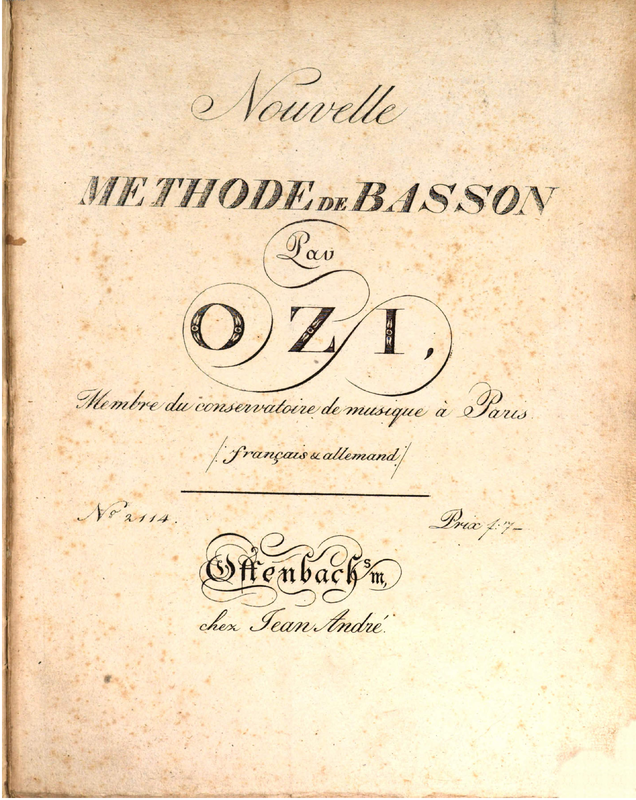 Nouvelle
METHODE DE BASSON
Par
OZI,
Membre du conservatoire de musique à Paris
/: français & allemand :/
No 2114.
Prix f: 7-
Offenbach s/m,
chez Jean André.